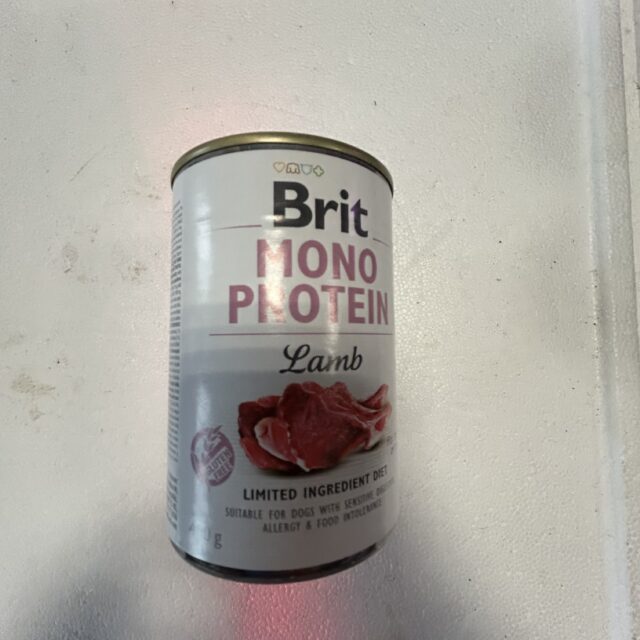 Brit
MONO
PROTEIN
Lamb
LIMITED INGREDIENT DIET
SUITABLE FOR DOGS WITH SENSITIVE
ALLERGY & FOOD INTOLERANCE